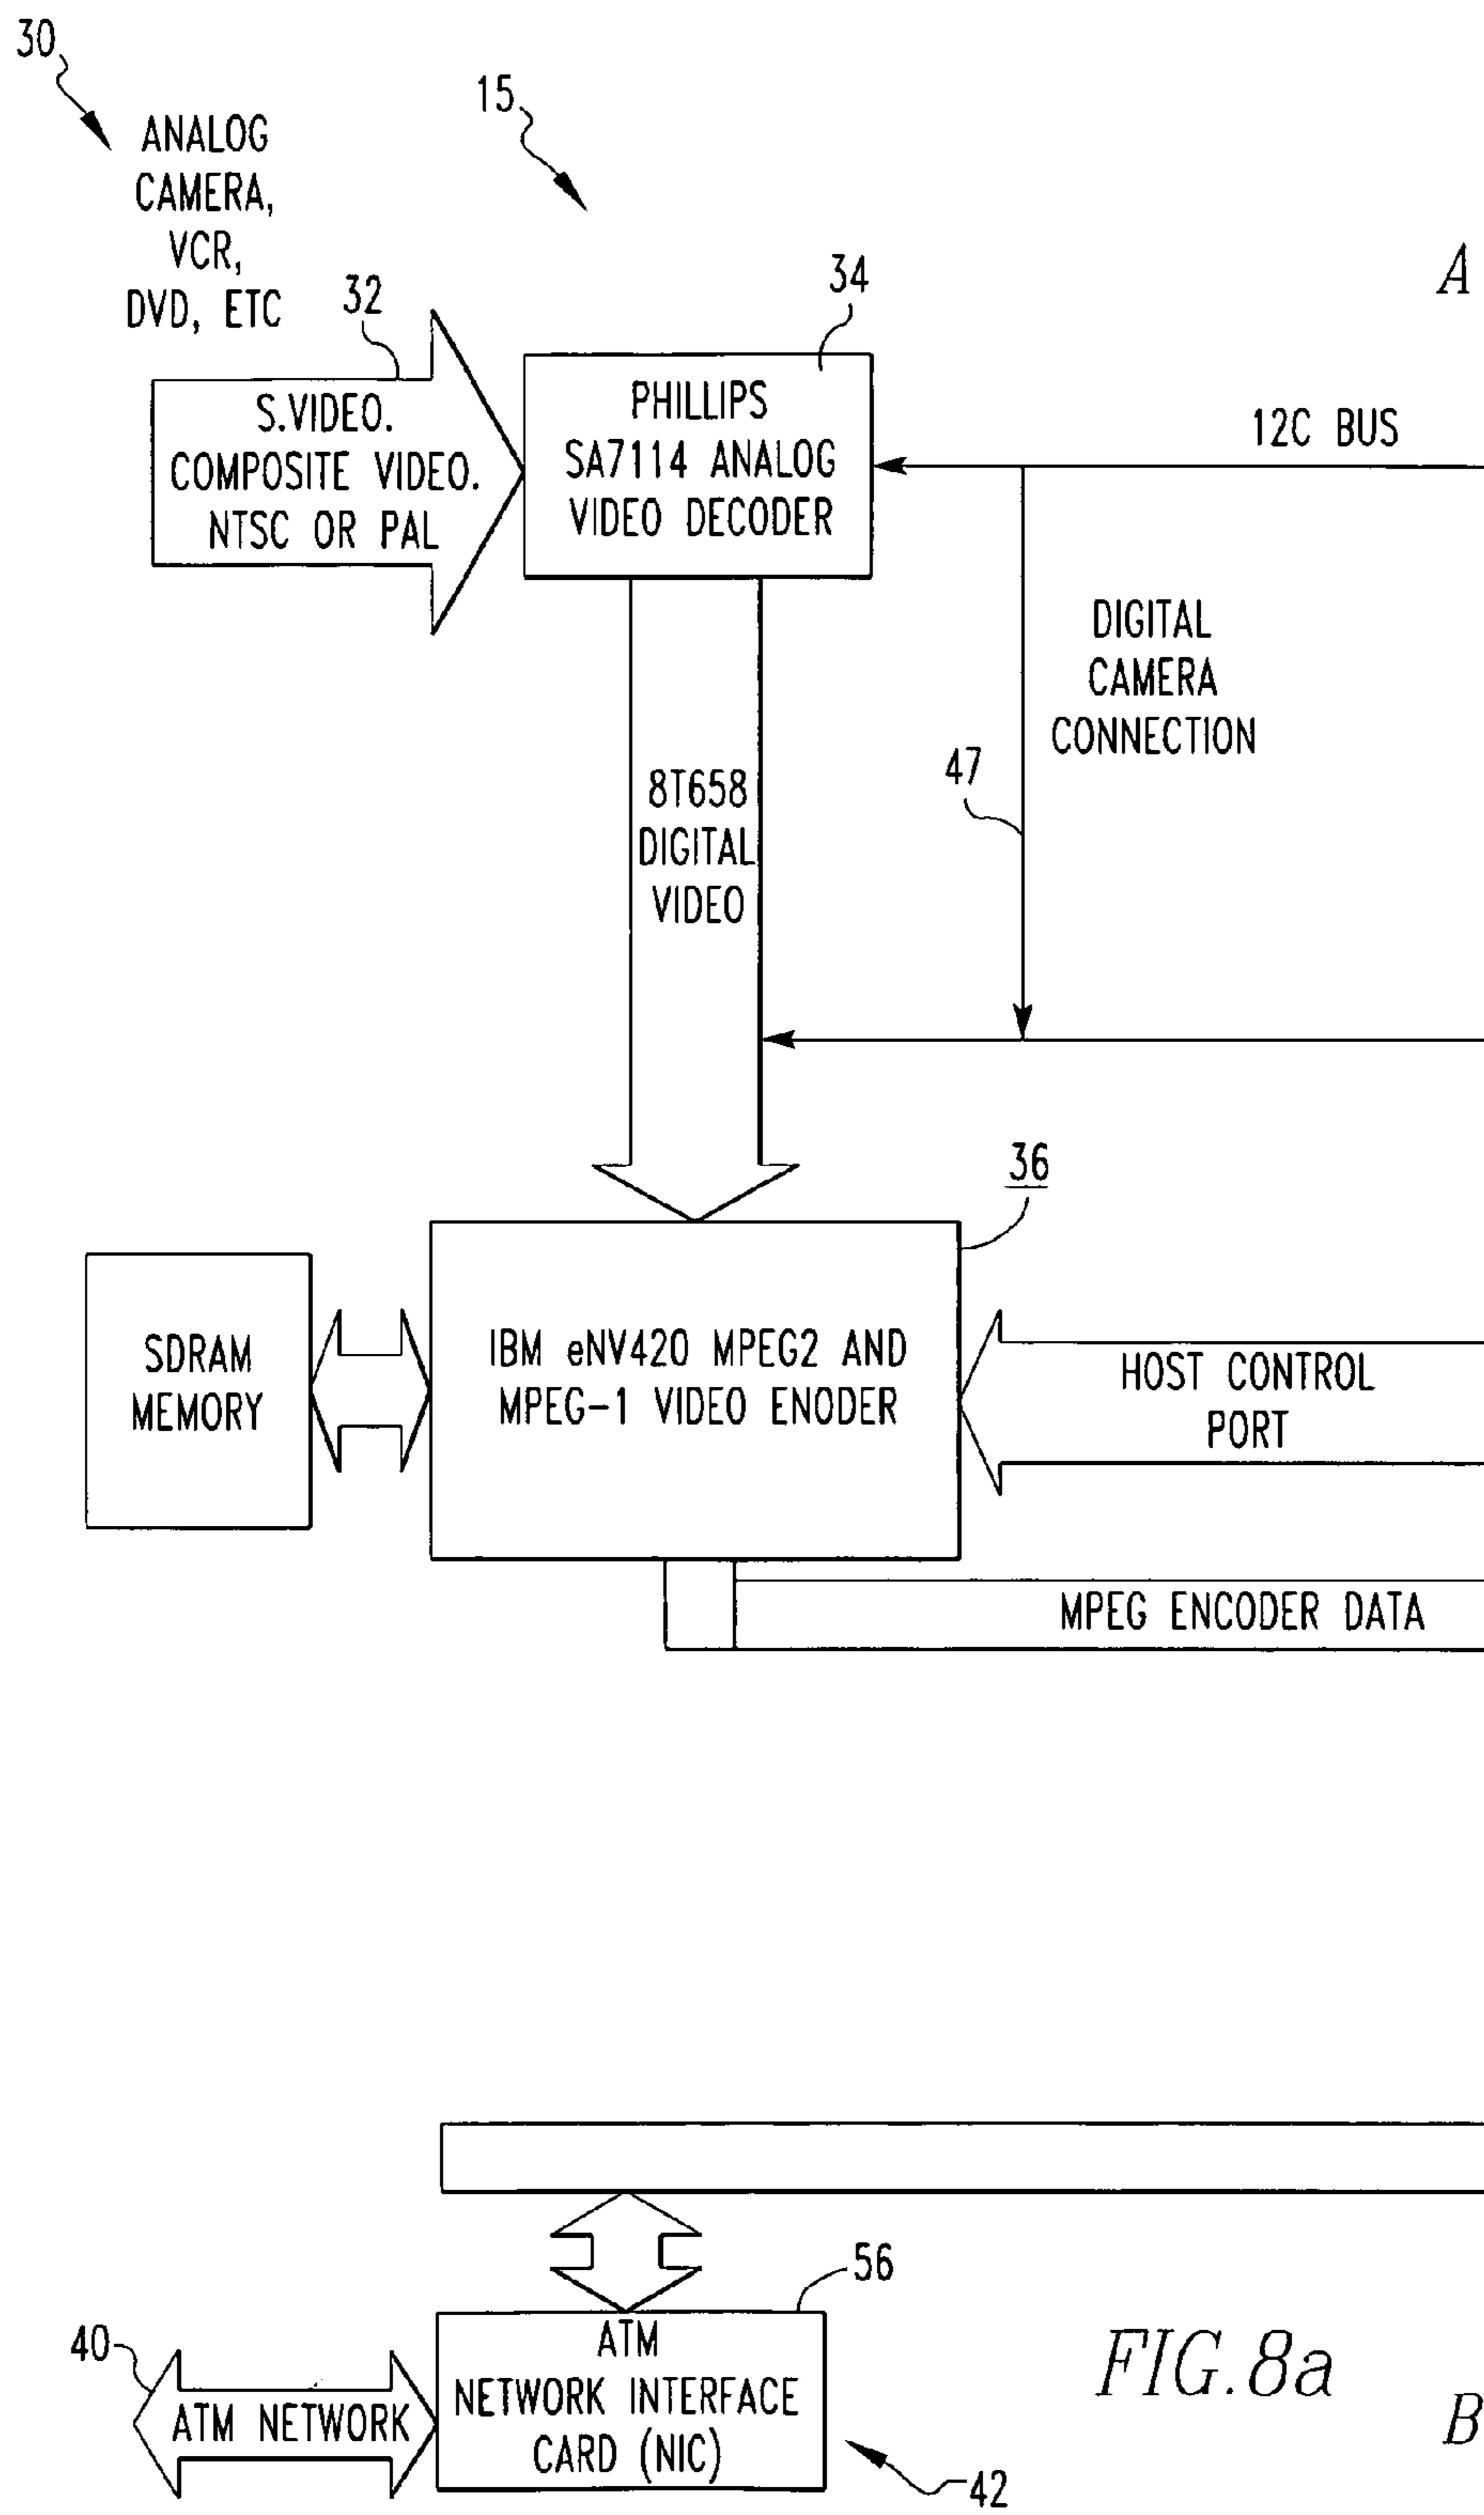 30
15
ANALOG
CAMERA,
VCR,
DVD, ETC
A
32
34
S.VIDEO.
COMPOSITE VIDEO.
NTSC OR PAL
PHILLIPS
SA7114 ANALOG
VIDEO DECODER
12C BUS
DIGITAL
CAMERA
CONNECTION
47
8T658
DIGITAL
VIDEO
36
SDRAM
MEMORY
IBM eNV420 MPEG2 AND
MPEG-1 VIDEO ENODER
HOST CONTROL
PORT
MPEG ENCODER DATA
56
40
ATM NETWORK
ATM
NETWORK INTERFACE
CARD (NIC)
42
FIG.8a
B